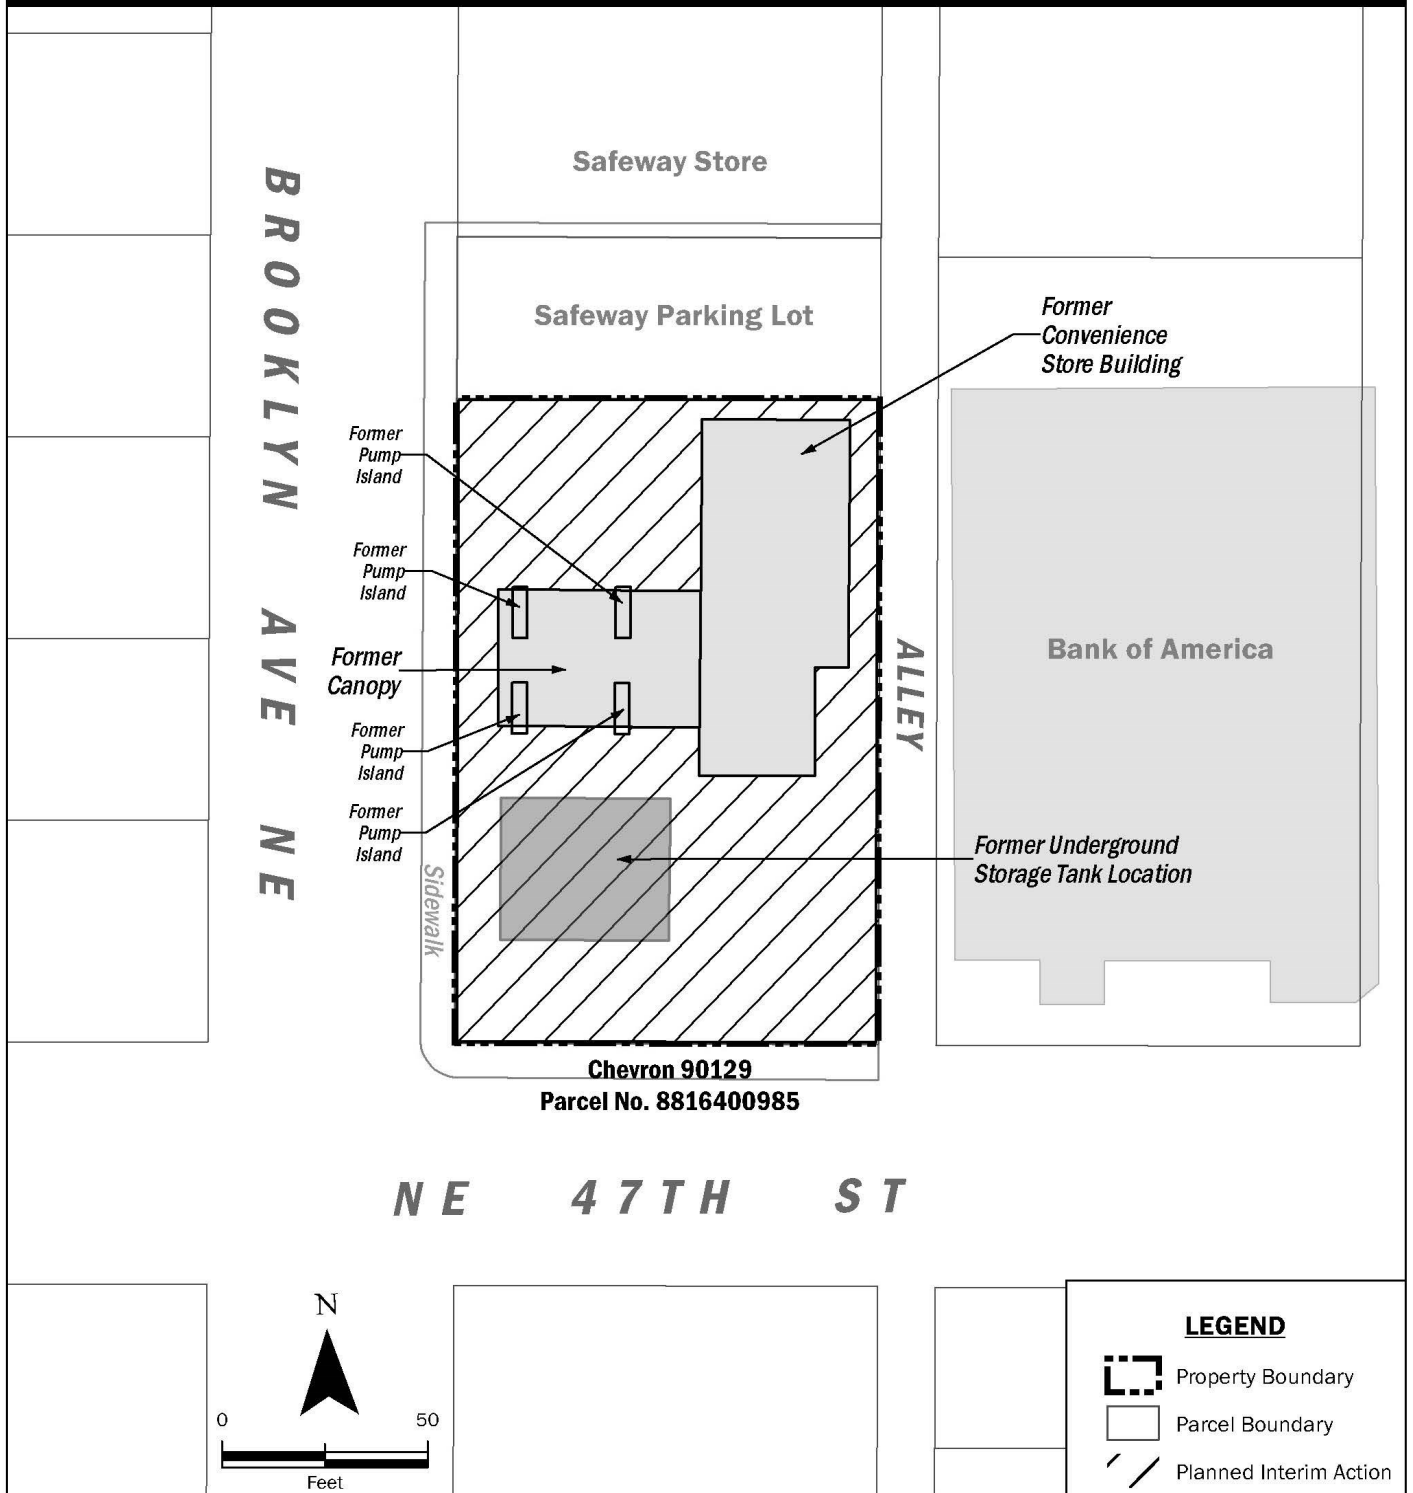 Safeway Store
BROOKLYN AVE NE
Safeway Parking Lot
Former
Convenience
Store Building
Former
Pump
Island
Former
Pump
Island
Former
Canopy
Former
Pump
Island
Former
Pump
Island
ALLEY
Bank of America
Former Underground
Storage Tank Location
Sidewalk
Chevron 90129
Parcel No. 8816400985
NE 47TH ST
N
0 50
Feet
LEGEND
Property Boundary
Parcel Boundary
Planned Interim Action